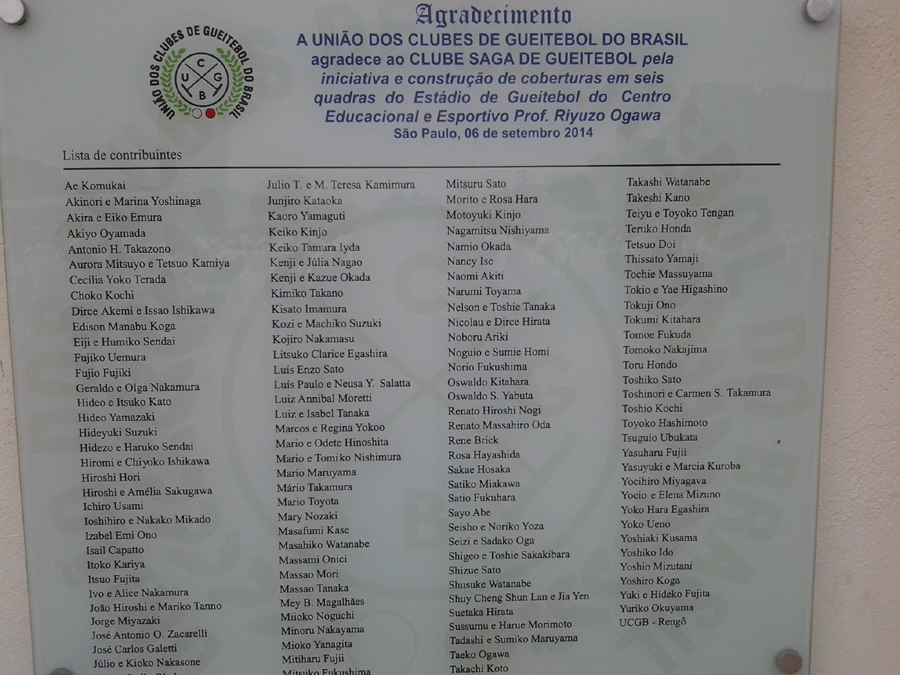 UNIÃO DOS CLUBES DE GUEITEBOL DO BRASIL
C
U G
B
Agradecimento
A UNIÃO DOS CLUBES DE GUEITEBOL DO BRASIL
agradece ao CLUBE SAGA DE GUEITEBOL pela
iniciativa e construção de coberturas em seis
quadras do Estádio de Gueitebol do Centro
Educacional e Esportivo Prof. Riyuzo Ogawa
São Paulo, 06 de setembro 2014
Lista de contribuintes
Ae Komukai
Akinori e Marina Yoshinaga
Akira e Eiko Emura
Akiyo Oyamada
Antonio H. Takazono
Aurora Mitsuyo e Tetsuo Kamiya
Cecília Yoko Terada
Choko Kochi
Dirce Akemi e Issao Ishikawa
Edison Manabu Koga
Eiji e Humiko Sendai
Fujiko Uemura
Fujio Fujiki
Geraldo e Olga Nakamura
Hideo e Itsuko Kato
Hideo Yamazaki
Hideyuki Suzuki
Hidezo e Haruko Sendai
Hiromi e Chiyoko Ishikawa
Hiroshi Hori
Hiroshi e Amélia Sakugawa
Ichiro Usami
Ioshihiro e Nakako Mikado
Izabel Emi Ono
Isail Capatto
Itoko Kariya
Itsuo Fujita
Ivo e Alice Nakamura
João Hiroshi e Mariko Tanno
Jorge Miyazaki
José Antonio O. Zacarelli
José Carlos Galetti
Júlio e Kioko Nakasone
Julio T. e M. Teresa Kamimura
Junjiro Kataoka
Kaoro Yamaguti
Keiko Kinjo
Keiko Tamura Iyda
Kenji e Júlia Nagao
Kenji e Kazue Okada
Kimiko Takano
Kisato Imamura
Kozi e Machiko Suzuki
Kojiro Nakamasu
Litsuko Clarice Egashira
Luís Enzo Sato
Luís Paulo e Neusa Y. Salatta
Luiz Annibal Moretti
Luiz e Isabel Tanaka
Marcos e Regina Yokoo
Mario e Odete Hinoshita
Mario e Tomiko Nishimura
Mario Maruyama
Mário Takamura
Mario Toyota
Mary Nozaki
Masafumi Kase
Masahiko Watanabe
Massami Onici
Massao Mori
Massao Tanaka
Mey B. Magalhães
Miioko Noguchi
Minoru Nakayama
Mioko Yanagita
Mitiharu Fujii
Mitsuko Fukushima
Mitsuru Sato
Morito e Rosa Hara
Motoyuki Kinjo
Nagamitsu Nishiyama
Namio Okada
Nancy Ise
Naomi Akiti
Narumi Toyama
Nelson e Toshie Tanaka
Nicolau e Dirce Hirata
Noboru Ariki
Noguio e Sumie Homi
Norio Fukushima
Oswaldo Kitahara
Oswaldo S. Yabuta
Renato Hiroshi Nogi
Renato Massahiro Oda
Rene Brick
Rosa Hayashida
Sakae Hosaka
Satiko Miakawa
Satio Fukuhara
Sayo Abe
Seisho e Noriko Yoza
Seizi e Sadako Oga
Shigeo e Toshie Sakakibara
Shizue Sato
Shusuke Watanabe
Shuy Cheng Shun Lan e Jia Yen
Suetaka Hirata
Sussumu e Harue Morimoto
Tadashi e Sumiko Maruyama
Taeko Ogawa
Takachi Koto
Takashi Watanabe
Takeshi Kano
Teiyu e Toyoko Tengan
Teruko Honda
Tetsuo Doi
Thissato Yamaji
Tochie Massuyama
Tokio e Yae Higashino
Tokuji Ono
Tokumi Kitahara
Tomoe Fukuda
Tomoko Nakajima
Toru Hondo
Toshiko Sato
Toshinori e Carmen S. Takamura
Toshio Kochi
Toyoko Hashimoto
Tsuguio Ubukata
Yasuharu Fujii
Yasuyuki e Marcia Kuroba
Yocihiro Miyagava
Yocio e Elena Mizuno
Yoko Hara Egashira
Yoko Ueno
Yoshiaki Kusama
Yoshiko Ido
Yoshio Mizutani
Yoshiro Koga
Yuki e Hideko Fujita
Yuriko Okuyama
UCGB - Rengô